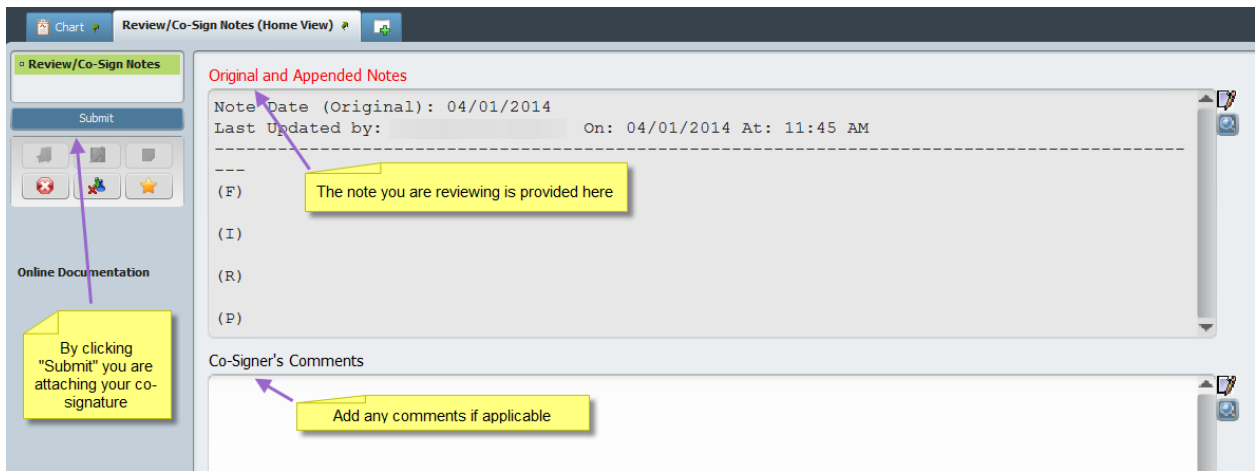 Chart
Review/Co-Sign Notes (Home View)
Review/Co-Sign Notes
Submit
Online Documentation
By clicking
"Submit" you are
attaching your co-
signature
Original and Appended Notes
Note Date (Original): 04/01/2014
Last Updated by: On: 04/01/2014 At: 11:45 AM
--------------------------------------------------------------------------------------------
---
(F)
The note you are reviewing is provided here
(I)
(R)
(P)
Co-Signer's Comments
Add any comments if applicable